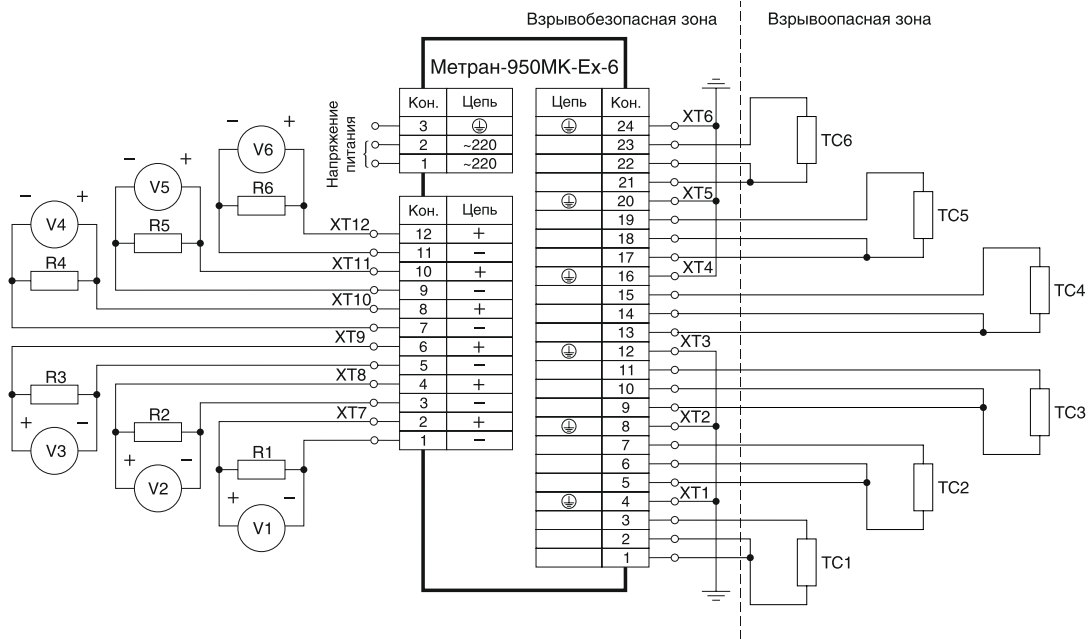 Взрывобезопасная зона
Взрывоопасная зона
Метран-950МК-Ех-6
Напряжение питания
Кон. Цепь
3
2 ~220
1 ~220
Кон. Цепь
12 +
11 −
10 +
9 −
8 +
7 −
6 +
5 −
4 +
3 −
2 +
1 −
Цепь Кон.
24
23
22
21
20
19
18
17
16
15
14
13
12
11
10
9
8
7
6
5
4
3
2
1
− V6 +
R6
− V5 +
R5
− V4 +
R4
R3
+ V3 −
R2
+ V2 −
R1
+ V1 −
XT12
XT11
XT10
XT9
XT8
XT7
XT6
XT5
XT4
XT3
XT2
XT1
TC6
TC5
TC4
TC3
TC2
TC1